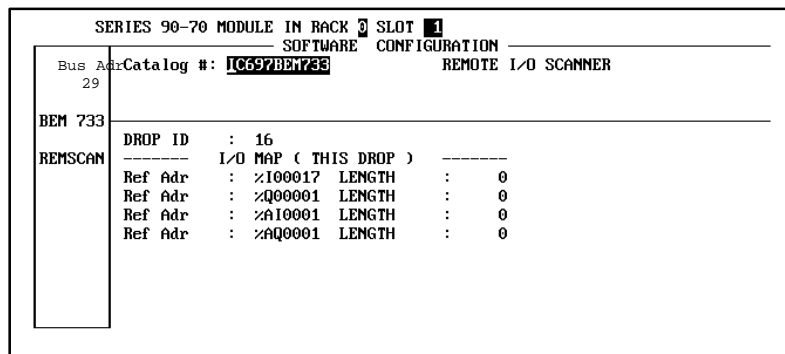 SERIES 90-70 MODULE IN RACK 0 SLOT 1
SOFTWARE CONFIGURATION
Bus Adr Catalog #: IC697BEM733 REMOTE I/O SCANNER
29
BEM 733
DROP ID : 16
REMSCAN ------- I/O MAP ( THIS DROP ) -------
Ref Adr : %I00017 LENGTH : 0
Ref Adr : %Q00001 LENGTH : 0
Ref Adr : %AI0001 LENGTH : 0
Ref Adr : %AQ0001 LENGTH : 0